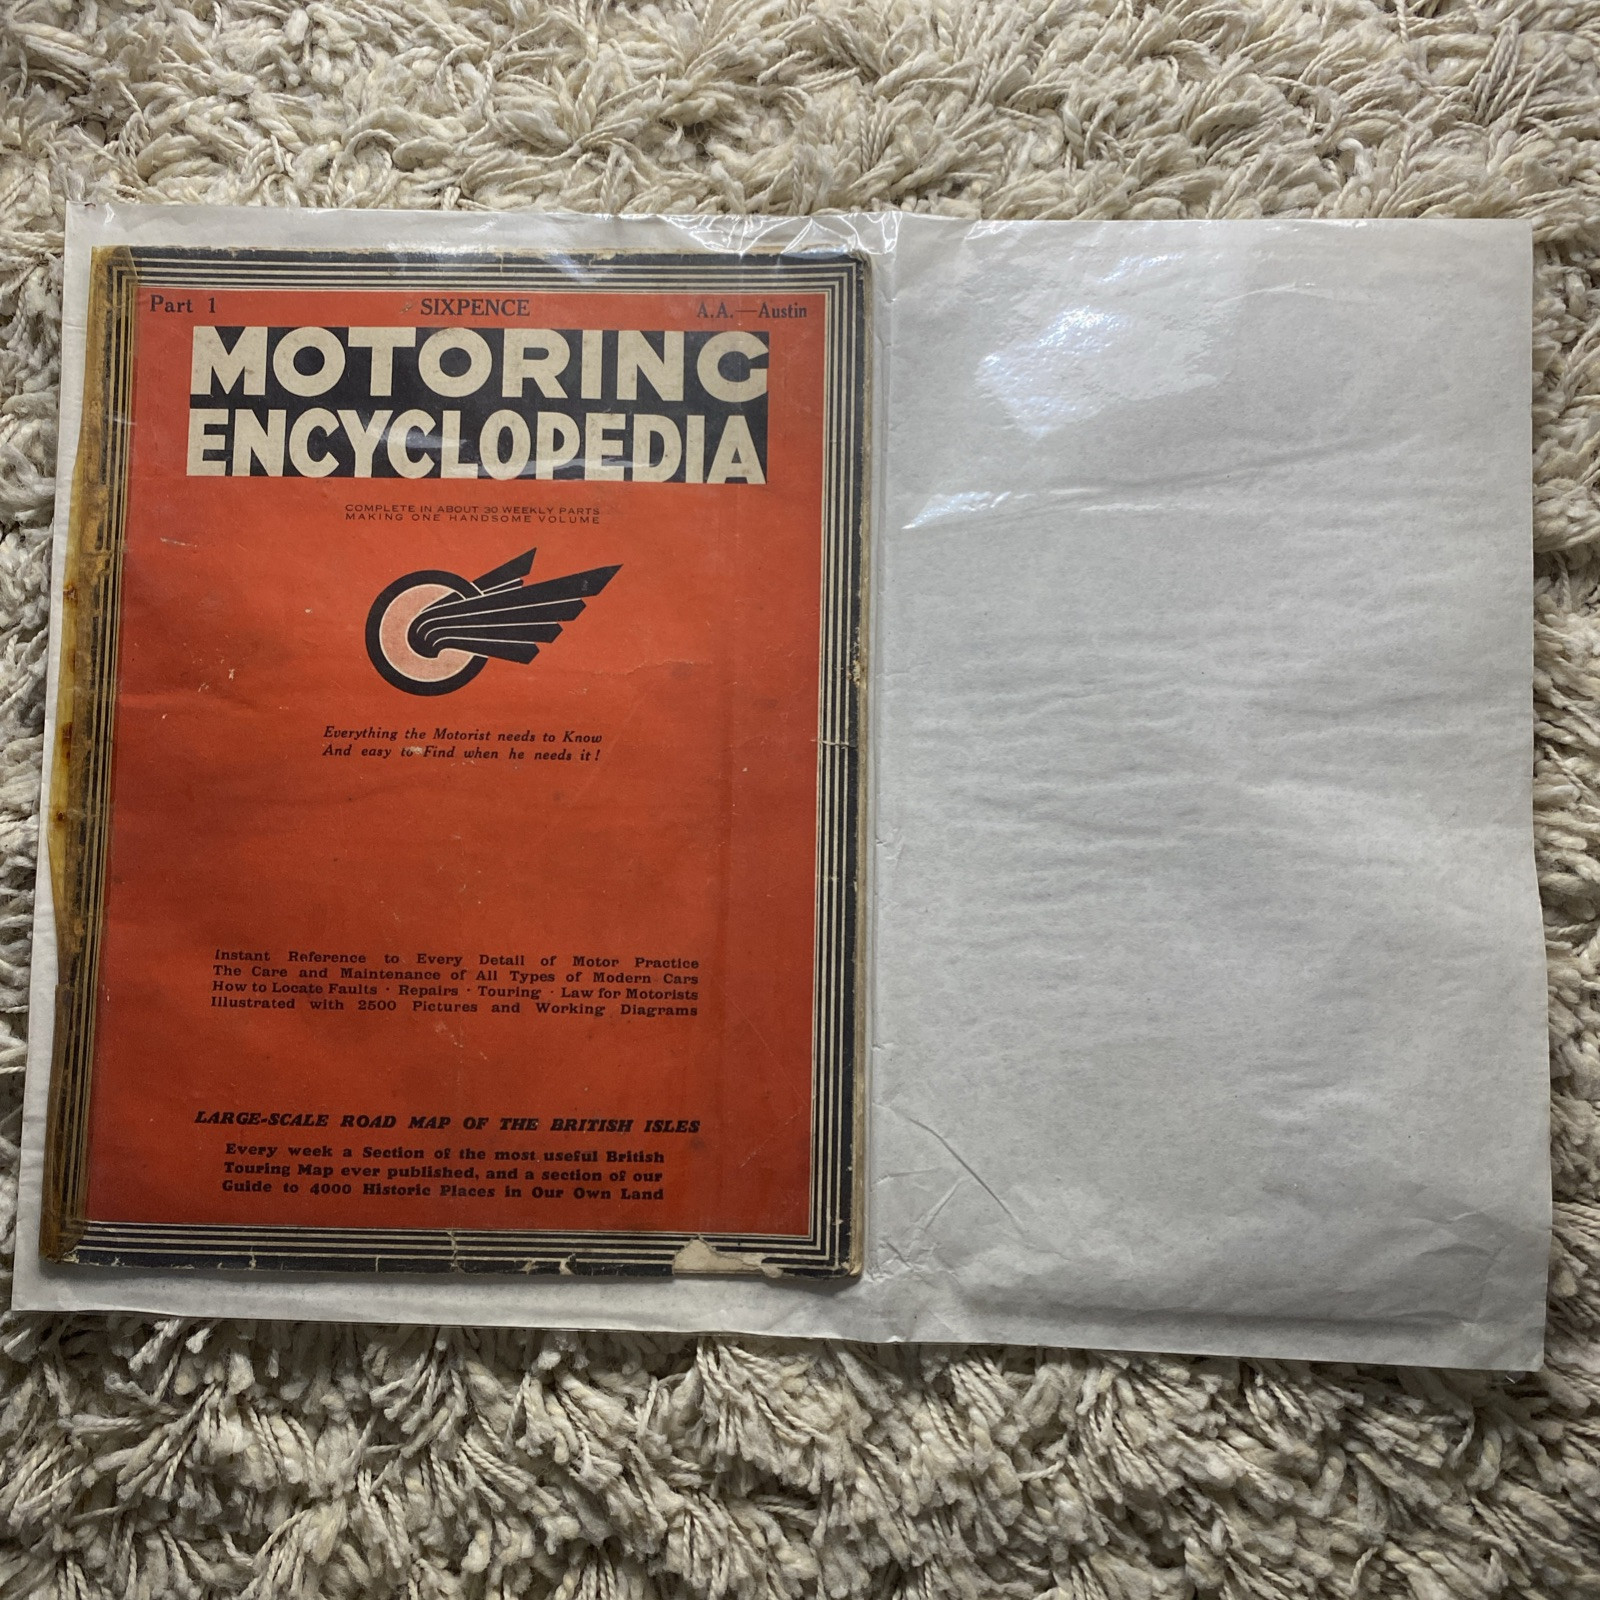 Part 1 SIXPENCE A.A.—Austin
MOTORING
ENCYCLOPEDIA
COMPLETE IN ABOUT 30 WEEKLY PARTS
MAKING ONE HANDSOME VOLUME
Everything the Motorist needs to Know
And easy to Find when he needs it!
Instant Reference to Every Detail of Motor Practice
The Care and Maintenance of All Types of Modern Cars
How to Locate Faults · Repairs · Touring · Law for Motorists
Illustrated with 2500 Pictures and Working Diagrams
LARGE-SCALE ROAD MAP OF THE BRITISH ISLES
Every week a Section of the most useful British
Touring Map ever published, and a section of our
Guide to 4000 Historic Places in Our Own Land